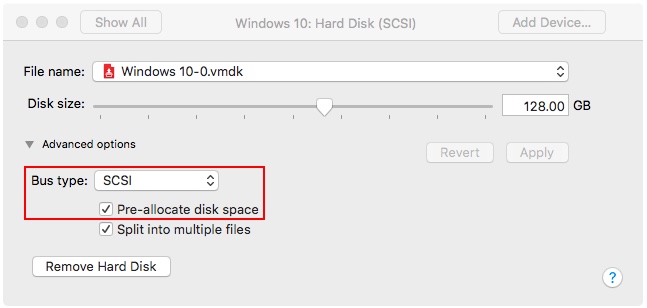 Show All Windows 10: Hard Disk (SCSI) Add Device...
File name: Windows 10-0.vmdk
Disk size: 128.00 GB
Advanced options
Revert Apply
Bus type: SCSI
Pre-allocate disk space
Split into multiple files
Remove Hard Disk
?